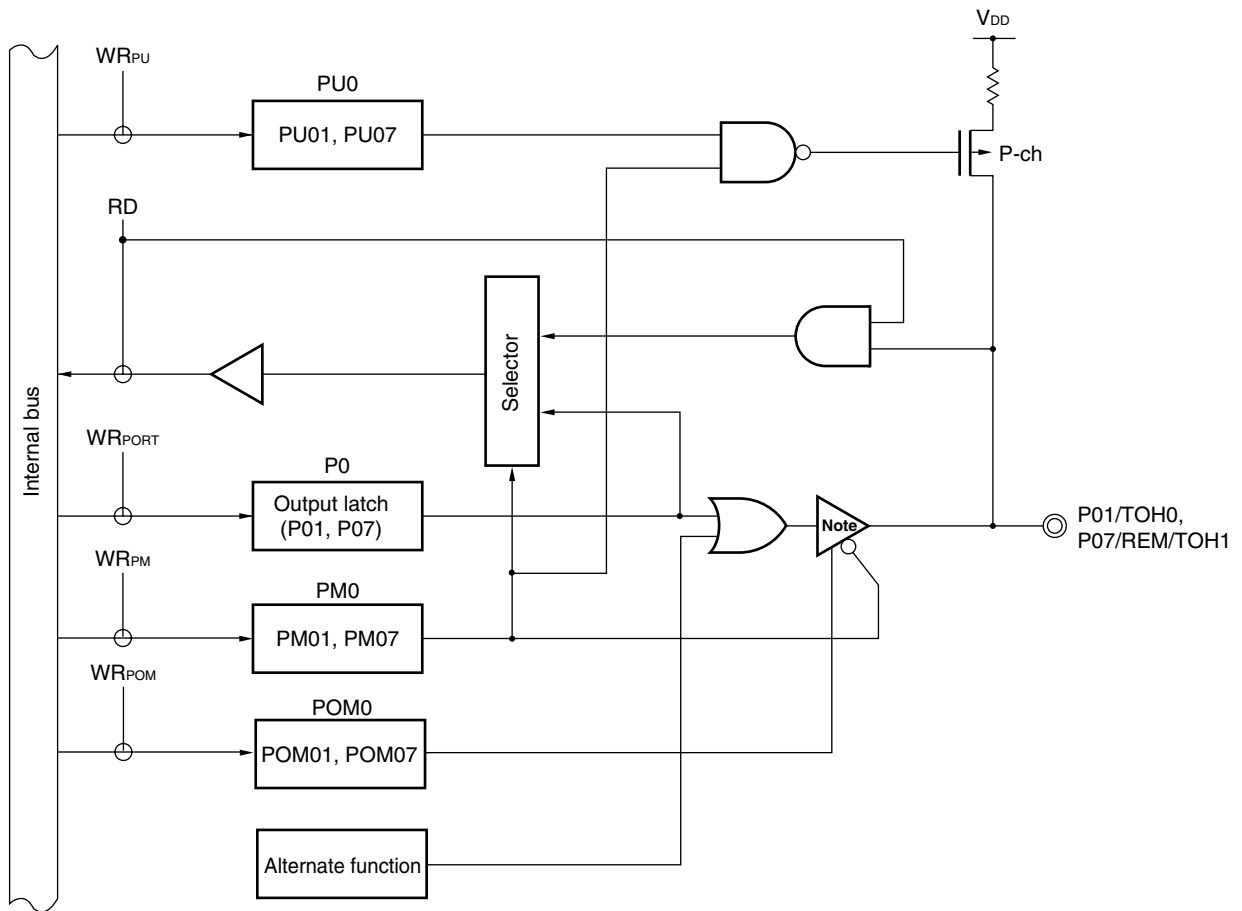 VDD
WRPU
PU0
PU01, PU07
P-ch
RD
Selector
Internal bus
WRPORT
P0
Output latch
(P01, P07)
Note
P01/TOH0,
P07/REM/TOH1
WRPM
PM0
PM01, PM07
WRPOM
POM0
POM01, POM07
Alternate function